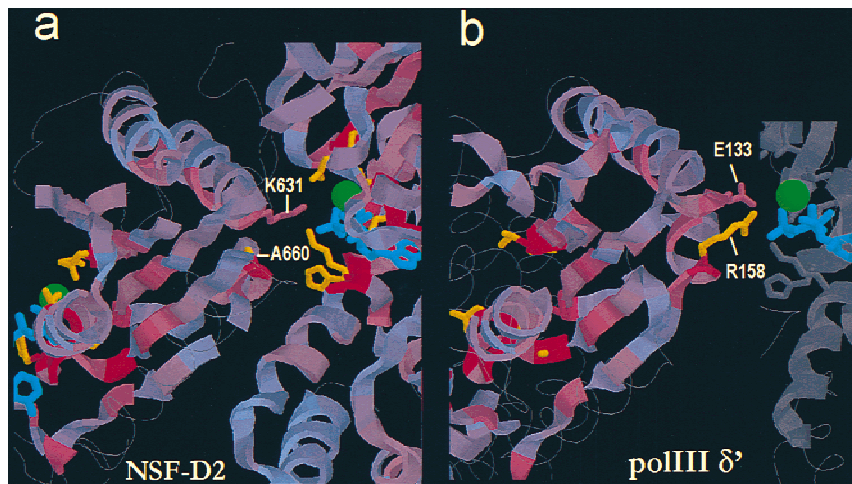 a
K631
A660
NSF-D2
b
E133
R158
polIII δ’